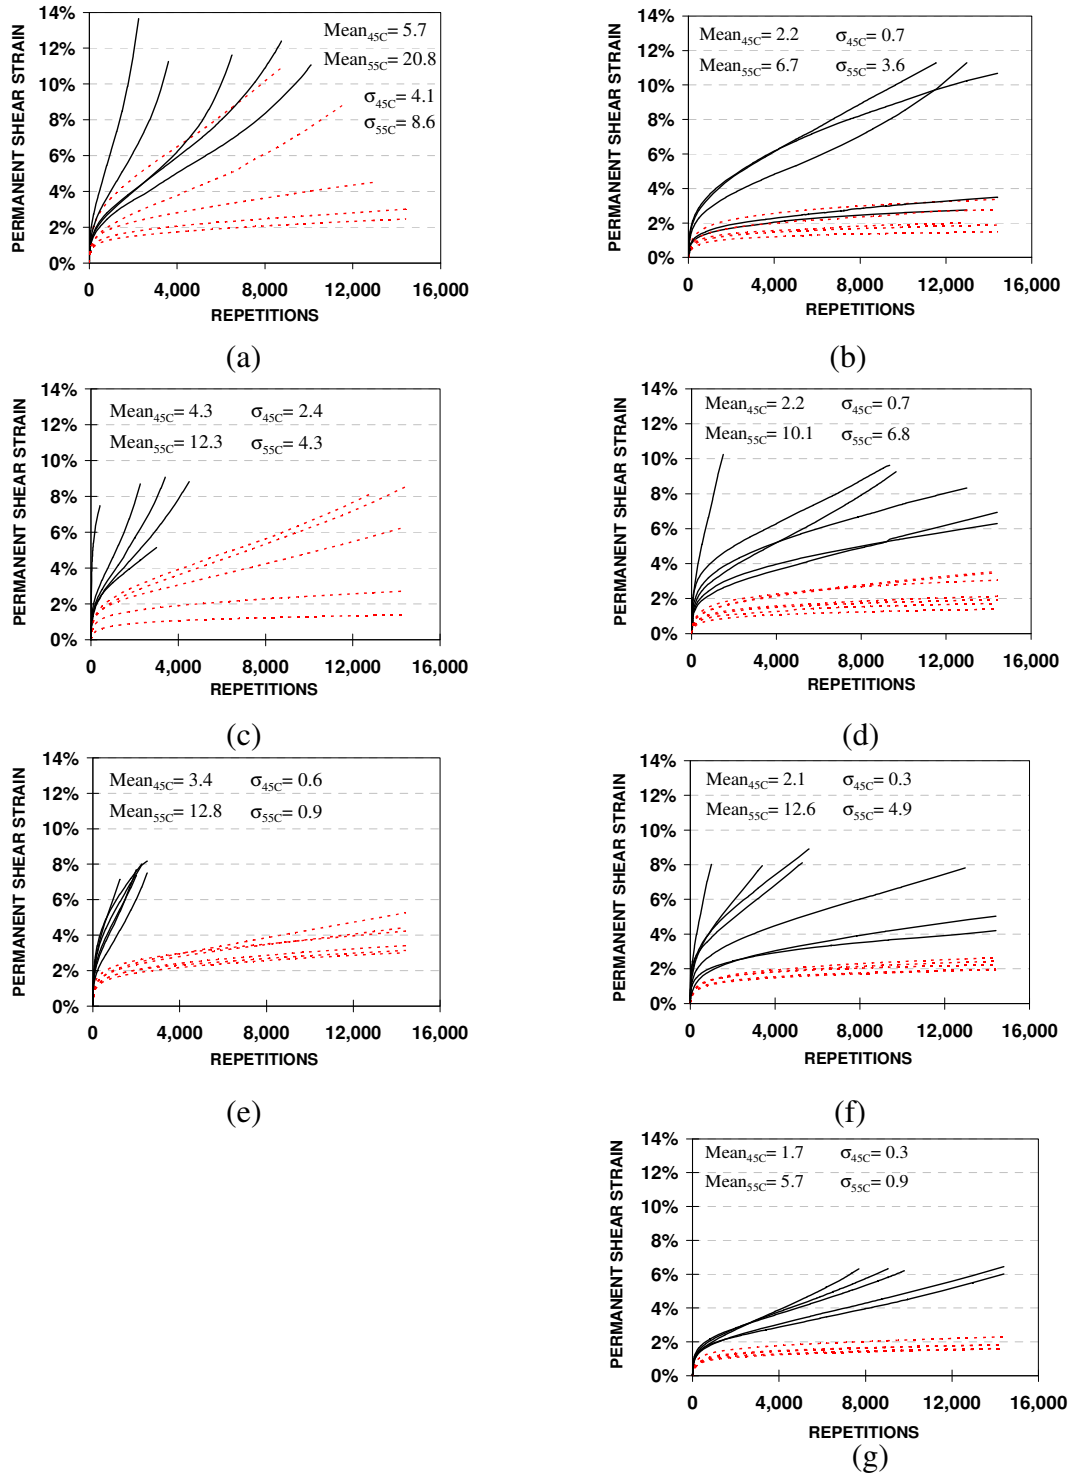 PERMANENT SHEAR STRAIN
14%
12%
10%
8%
6%
4%
2%
0%
Mean45C= 5.7
Mean55C= 20.8
σ45C= 4.1
σ55C= 8.6
0 4,000 8,000 12,000 16,000
REPETITIONS
(a)
PERMANENT SHEAR STRAIN
14%
12%
10%
8%
6%
4%
2%
0%
Mean45C= 2.2 σ45C= 0.7
Mean55C= 6.7 σ55C= 3.6
0 4,000 8,000 12,000 16,000
REPETITIONS
(b)
PERMANENT SHEAR STRAIN
14%
12%
10%
8%
6%
4%
2%
0%
Mean45C= 4.3 σ45C= 2.4
Mean55C= 12.3 σ55C= 4.3
0 4,000 8,000 12,000 16,000
REPETITIONS
(c)
PERMANENT SHEAR STRAIN
14%
12%
10%
8%
6%
4%
2%
0%
Mean45C= 2.2 σ45C= 0.7
Mean55C= 10.1 σ55C= 6.8
0 4,000 8,000 12,000 16,000
REPETITIONS
(d)
PERMANENT SHEAR STRAIN
14%
12%
10%
8%
6%
4%
2%
0%
Mean45C= 3.4 σ45C= 0.6
Mean55C= 12.8 σ55C= 0.9
0 4,000 8,000 12,000 16,000
REPETITIONS
(e)
PERMANENT SHEAR STRAIN
14%
12%
10%
8%
6%
4%
2%
0%
Mean45C= 2.1 σ45C= 0.3
Mean55C= 12.6 σ55C= 4.9
0 4,000 8,000 12,000 16,000
REPETITIONS
(f)
PERMANENT SHEAR STRAIN
14%
12%
10%
8%
6%
4%
2%
0%
Mean45C= 1.7 σ45C= 0.3
Mean55C= 5.7 σ55C= 0.9
0 4,000 8,000 12,000 16,000
REPETITIONS
(g)